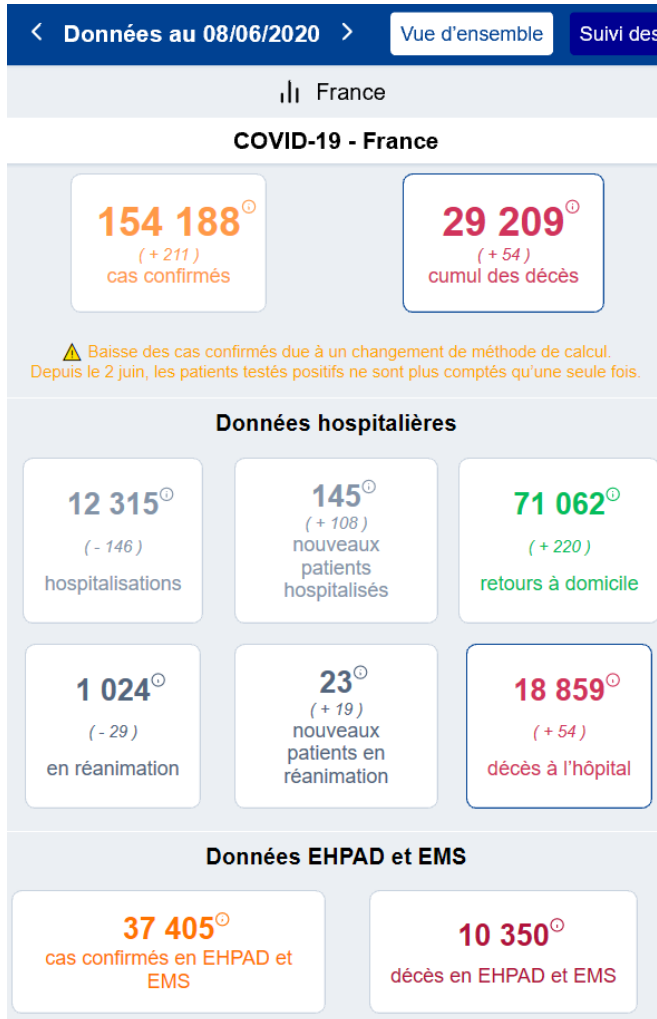 Données au 08/06/2020
Vue d'ensemble
Suivi des
France
COVID-19 - France
154 188
( + 211 )
cas confirmés
29 209
( + 54 )
cumul des décès
Baisse des cas confirmés due à un changement de méthode de calcul.
Depuis le 2 juin, les patients testés positifs ne sont plus comptés qu'une seule fois.
Données hospitalières
12 315
( - 146 )
hospitalisations
145
( + 108 )
nouveaux
patients
hospitalisés
71 062
( + 220 )
retours à domicile
1 024
( - 29 )
en réanimation
23
( + 19 )
nouveaux
patients en
réanimation
18 859
( + 54 )
décès à l'hôpital
Données EHPAD et EMS
37 405
cas confirmés en EHPAD et
EMS
10 350
décès en EHPAD et EMS